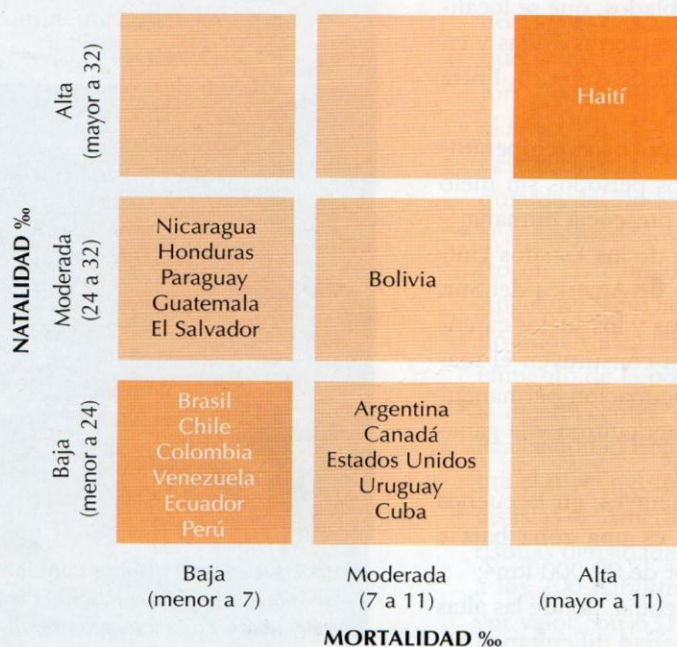 NATALIDAD ‰
Alta
(mayor a 32)
Haití
Moderada
(24 a 32)
Nicaragua
Honduras
Paraguay
Guatemala
El Salvador
Bolivia
Baja
(menor a 24)
Brasil
Chile
Colombia
Venezuela
Ecuador
Perú
Argentina
Canadá
Estados Unidos
Uruguay
Cuba
Baja
(menor a 7)
Moderada
(7 a 11)
Alta
(mayor a 11)
MORTALIDAD ‰